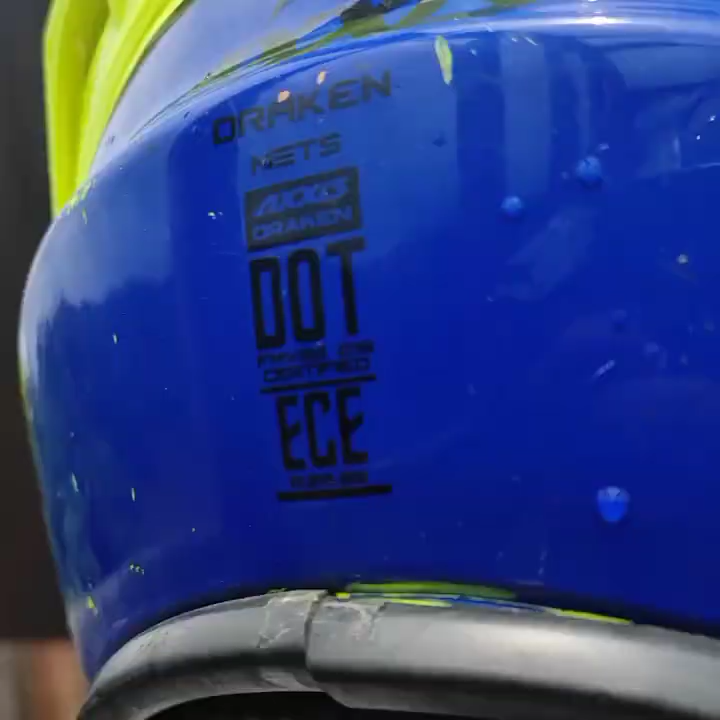 DRAKEN
NETS
AXXIS
DRAKEN
DOT
FMVSS 218
CERTIFIED
ECE